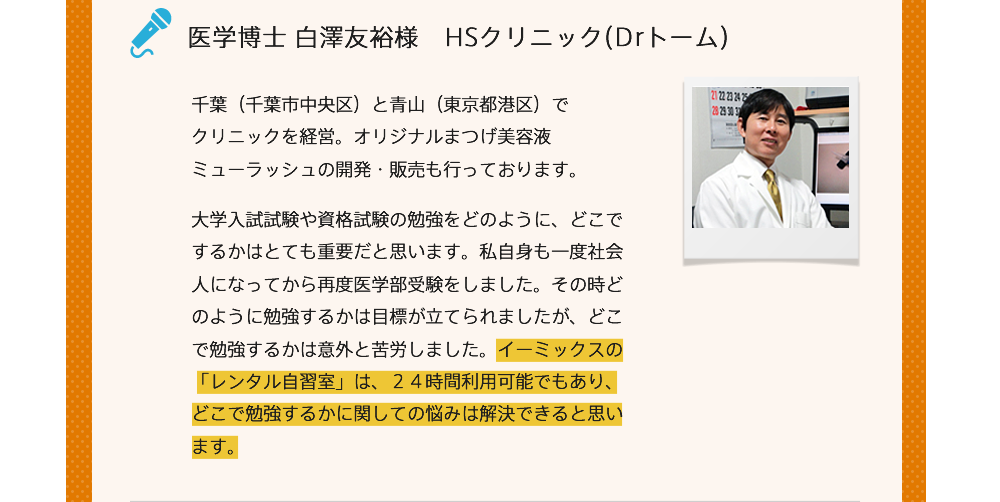 医学博士 白澤友裕様　HSクリニック(Drトーム)
千葉（千葉市中央区）と青山（東京都港区）で
クリニックを経営。オリジナルまつげ美容液
ミューラッシュの開発・販売も行っております。
大学入試試験や資格試験の勉強をどのように、どこで
するかはとても重要だと思います。私自身も一度社会
人になってから再度医学部受験をしました。その時ど
のように勉強するかは目標が立てられましたが、どこ
で勉強するかは意外と苦労しました。イーミックスの
「レンタル自習室」は、２４時間利用可能でもあり、
どこで勉強するかに関しての悩みは解決できると思い
ます。
21 22 23 24
28 29 30